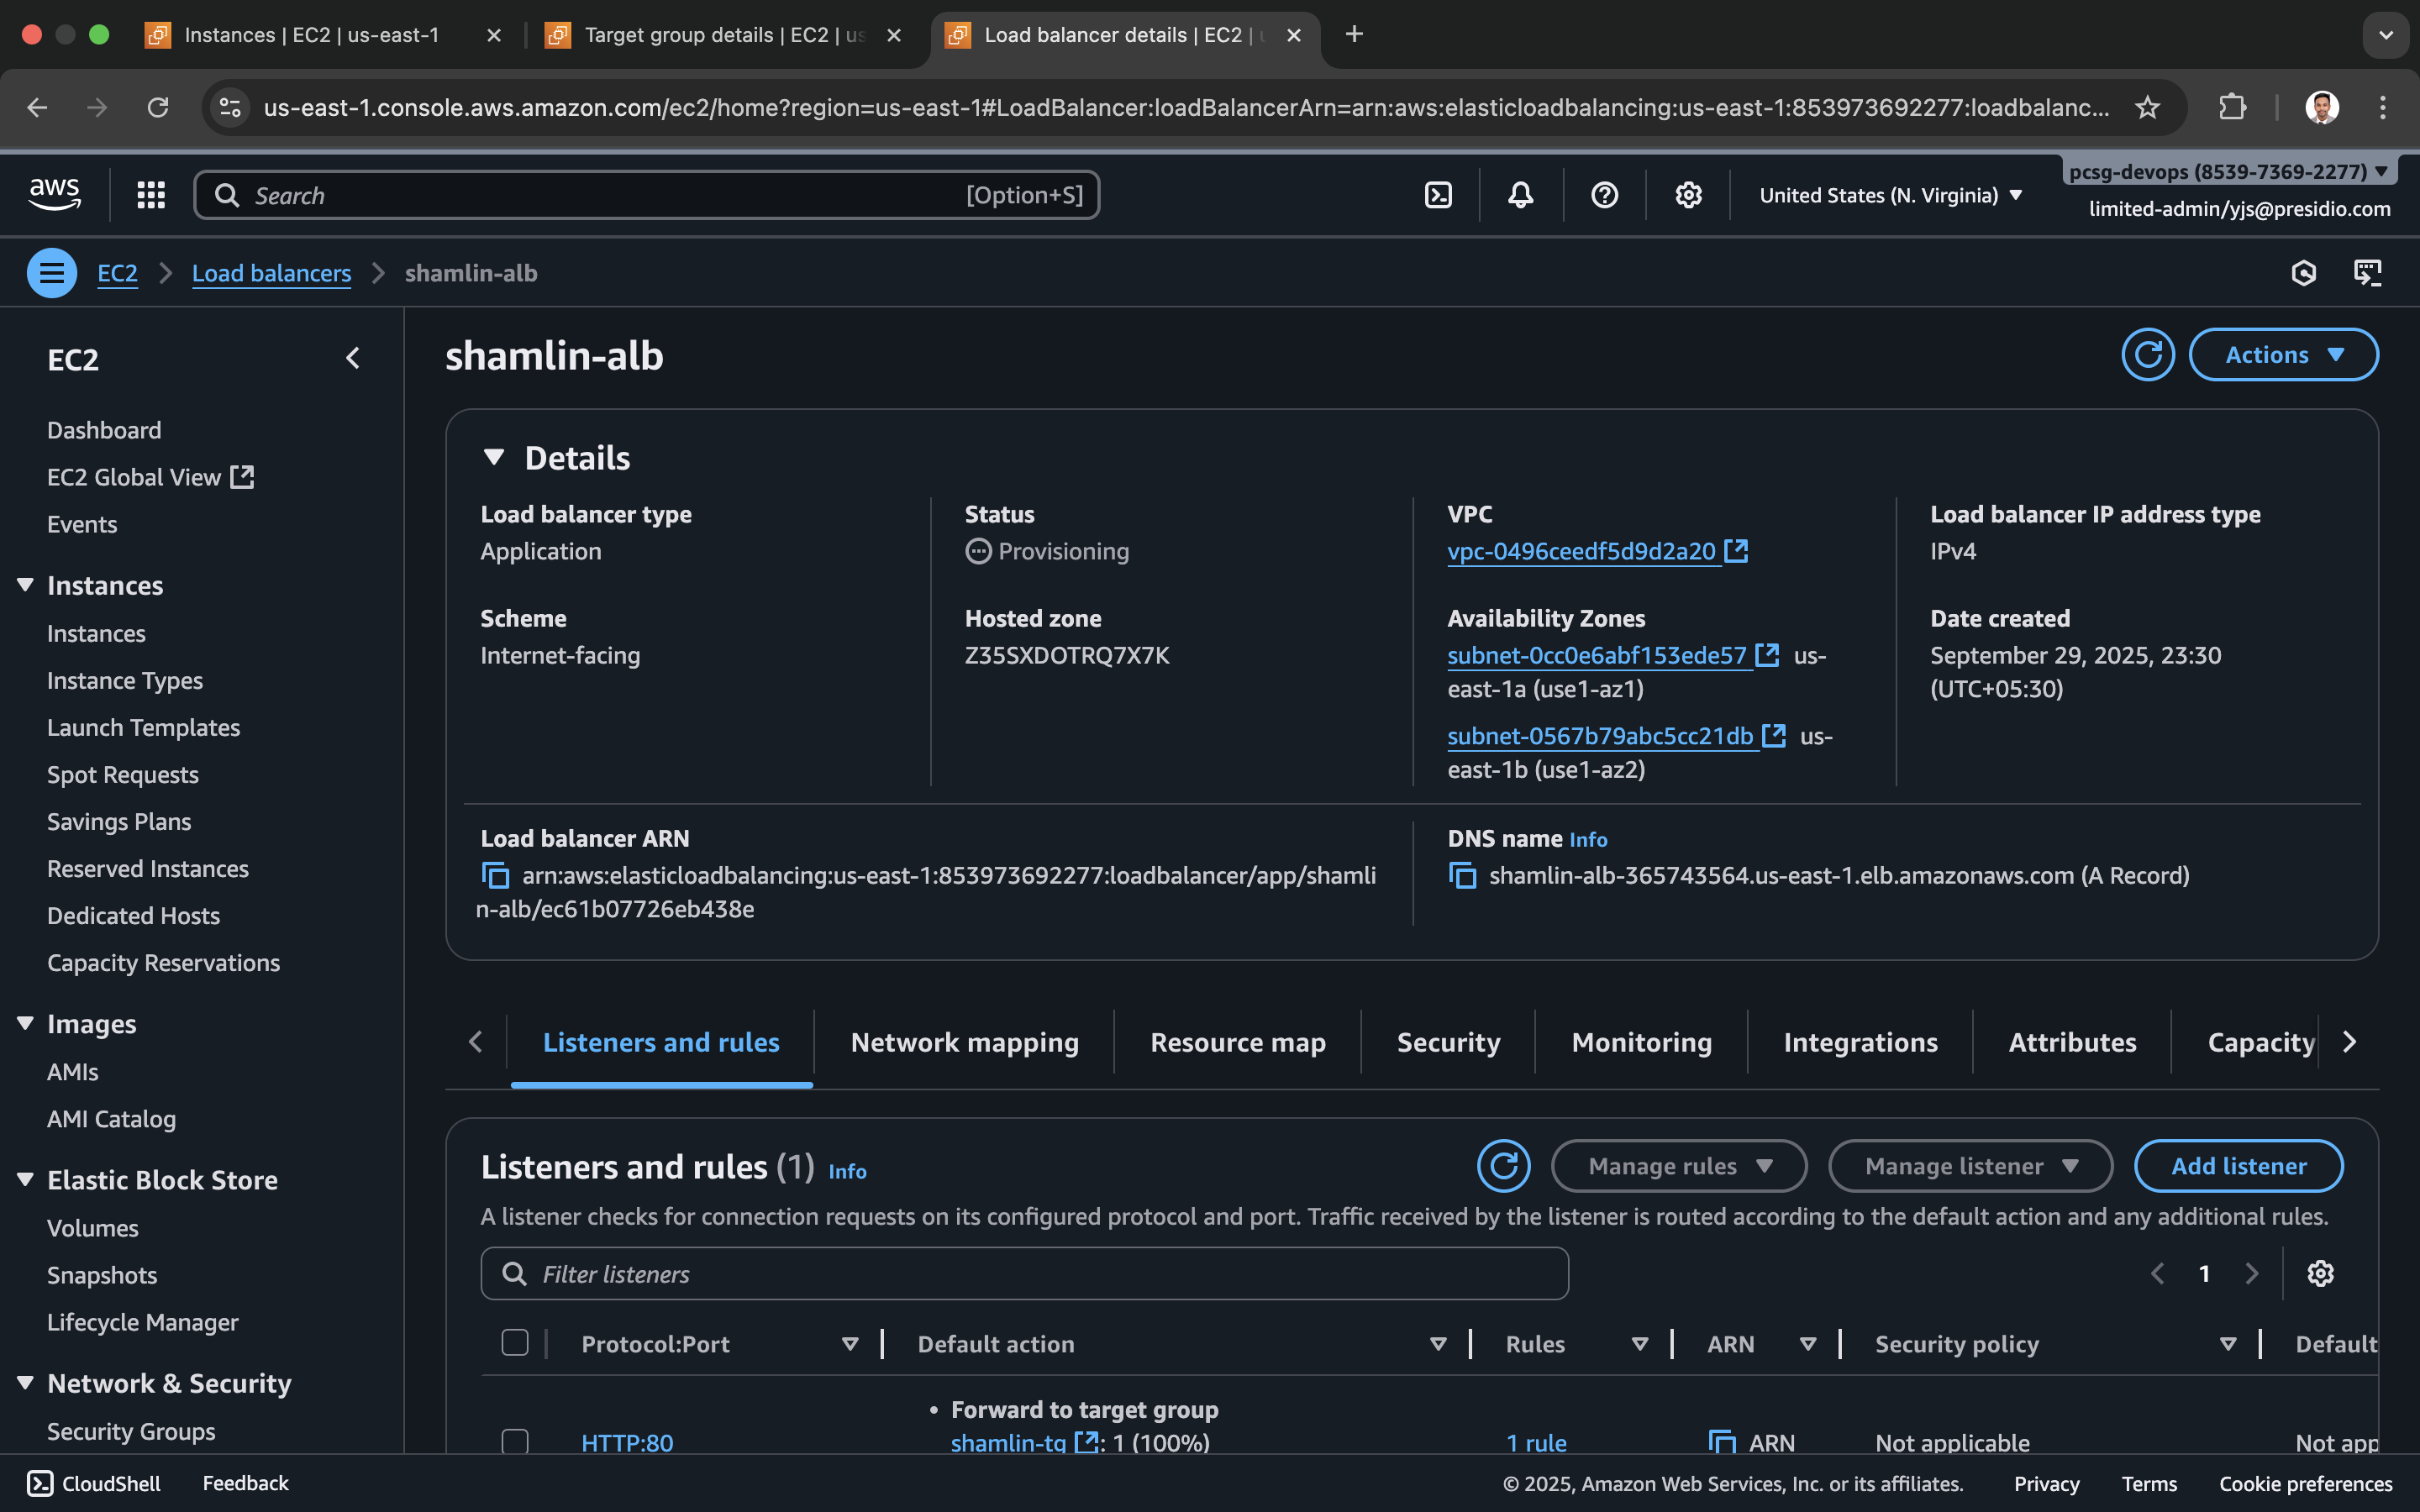 Instances | EC2 | us-east-1
Target group details | EC2 | us
Load balancer details | EC2 |
us-east-1.console.aws.amazon.com/ec2/home?region=us-east-1#LoadBalancer:loadBalancerArn=arn:aws:elasticloadbalancing:us-east-1:853973692277:loadbalanc...
aws
Search
[Option+S]
United States (N. Virginia)
pcsg-devops (8539-7369-2277)
limited-admin/yjs@presidio.com
EC2
Load balancers
shamlin-alb
EC2
Dashboard
EC2 Global View
Events
Instances
Instances
Instance Types
Launch Templates
Spot Requests
Savings Plans
Reserved Instances
Dedicated Hosts
Capacity Reservations
Images
AMIs
AMI Catalog
Elastic Block Store
Volumes
Snapshots
Lifecycle Manager
Network & Security
Security Groups
shamlin-alb
Actions
Details
Load balancer type
Application
Status
Provisioning
VPC
vpc-0496ceedf5d9d2a20
Load balancer IP address type
IPv4
Scheme
Internet-facing
Hosted zone
Z35SXDOTRQ7X7K
Availability Zones
subnet-0cc0e6abf153ede57 us-
east-1a (use1-az1)
subnet-0567b79abc5cc21db us-
east-1b (use1-az2)
Date created
September 29, 2025, 23:30
(UTC+05:30)
Load balancer ARN
arn:aws:elasticloadbalancing:us-east-1:853973692277:loadbalancer/app/shamli
n-alb/ec61b07726eb438e
DNS name Info
shamlin-alb-365743564.us-east-1.elb.amazonaws.com (A Record)
Listeners and rules
Network mapping
Resource map
Security
Monitoring
Integrations
Attributes
Capacity
Listeners and rules (1) Info
Manage rules
Manage listener
Add listener
A listener checks for connection requests on its configured protocol and port. Traffic received by the listener is routed according to the default action and any additional rules.
Filter listeners
1
Protocol:Port
Default action
Rules
ARN
Security policy
Default
HTTP:80
• Forward to target group
shamlin-tg : 1 (100%)
1 rule
ARN
Not applicable
Not app
CloudShell
Feedback
© 2025, Amazon Web Services, Inc. or its affiliates.
Privacy
Terms
Cookie preferences